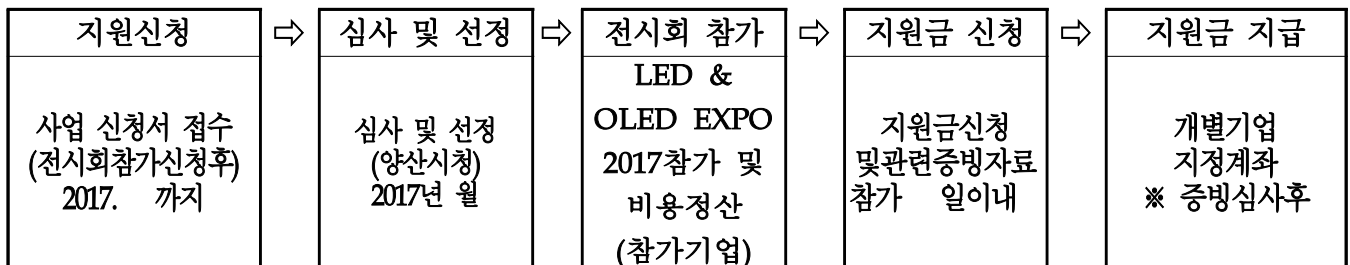 지원신청 ⇨ 심사 및 선정 ⇨ 전시회 참가 ⇨ 지원금 신청 ⇨ 지원금 지급
사업 신청서 접수
(전시회참가신청후)
2017. 까지
심사 및 선정
(양산시청)
2017년 월
LED &
OLED EXPO
2017참가 및
비용정산
(참가기업)
지원금신청
및관련증빙자료
참가 일이내
개별기업
지정계좌
※ 증빙심사후